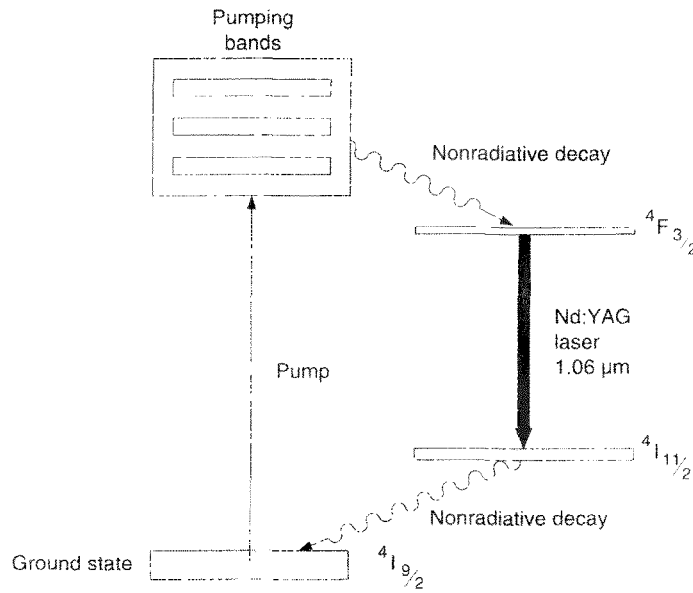 Pumping
bands
Nonradiative decay
⁴F₃/₂
Nd:YAG
laser
1.06 μm
Pump
⁴I₁₁/₂
Nonradiative decay
Ground state
⁴I₉/₂